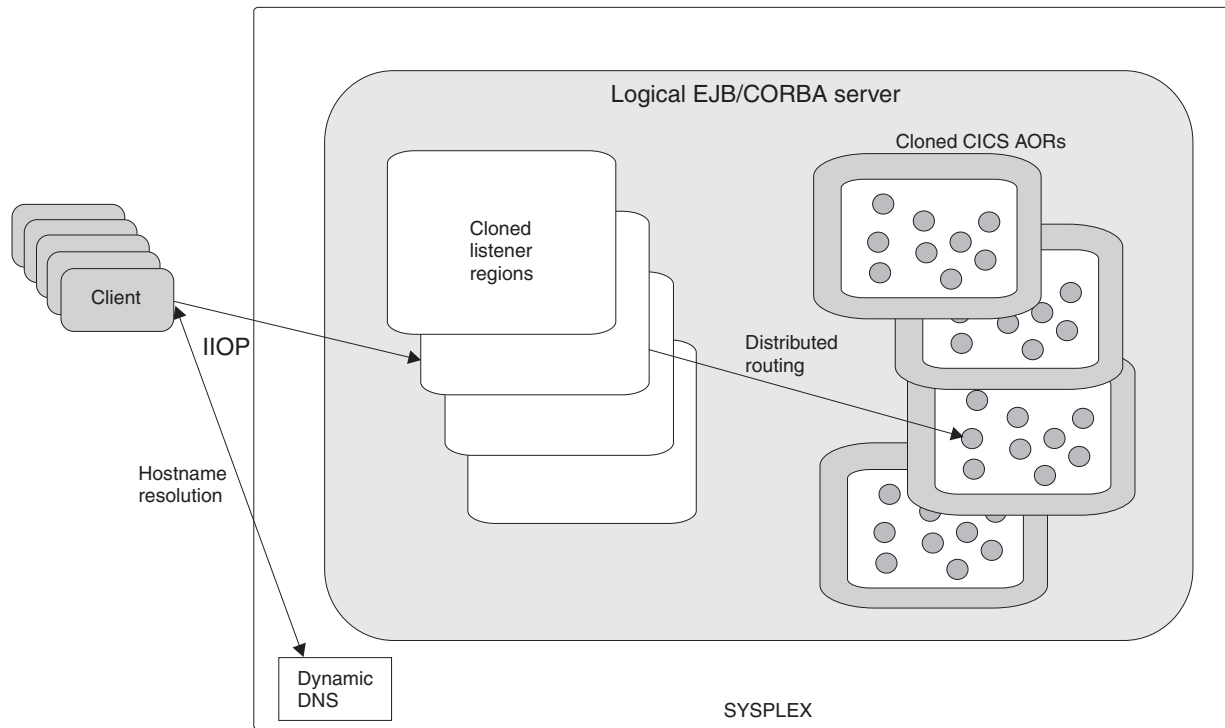 Logical EJB/CORBA server
Cloned CICS AORs
Cloned
listener
regions
Client
IIOP
Distributed
routing
Hostname
resolution
Dynamic
DNS
SYSPLEX